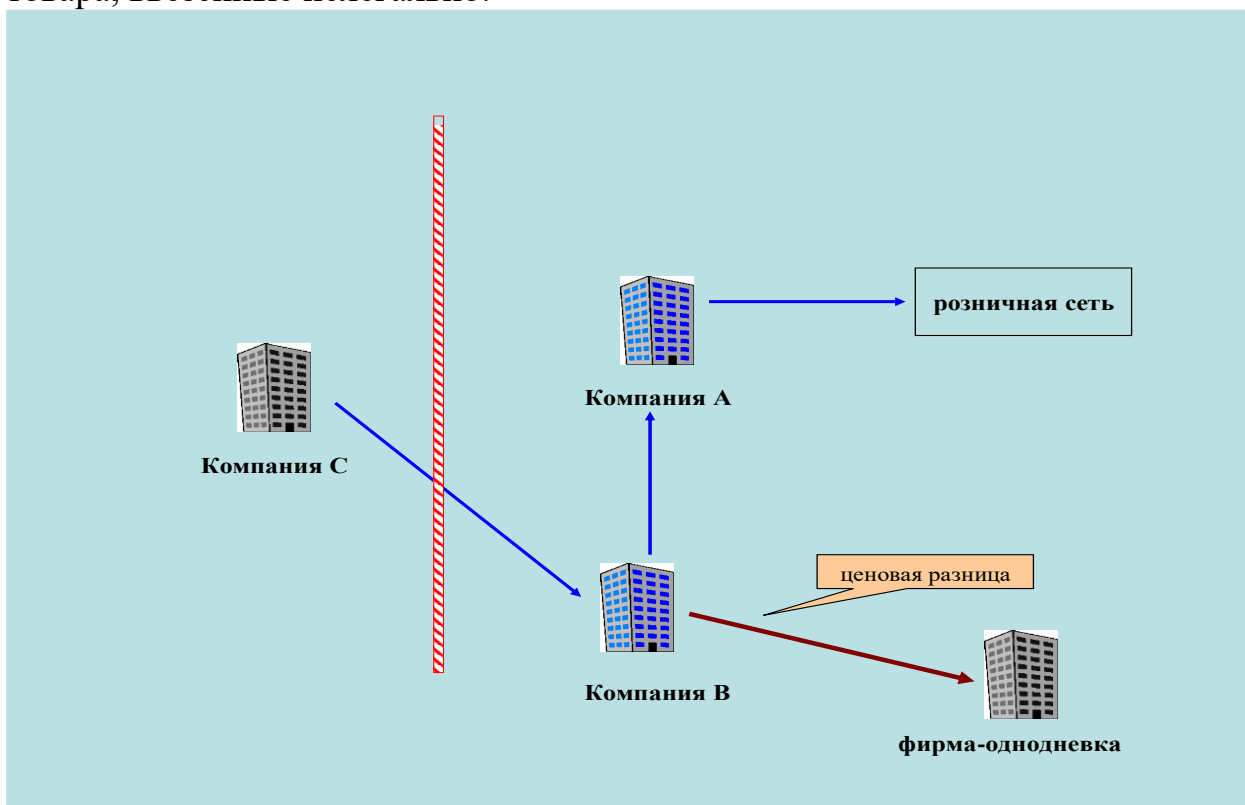 розничная сеть
Компания А
Компания С
ценовая разница
Компания В
фирма-однодневка